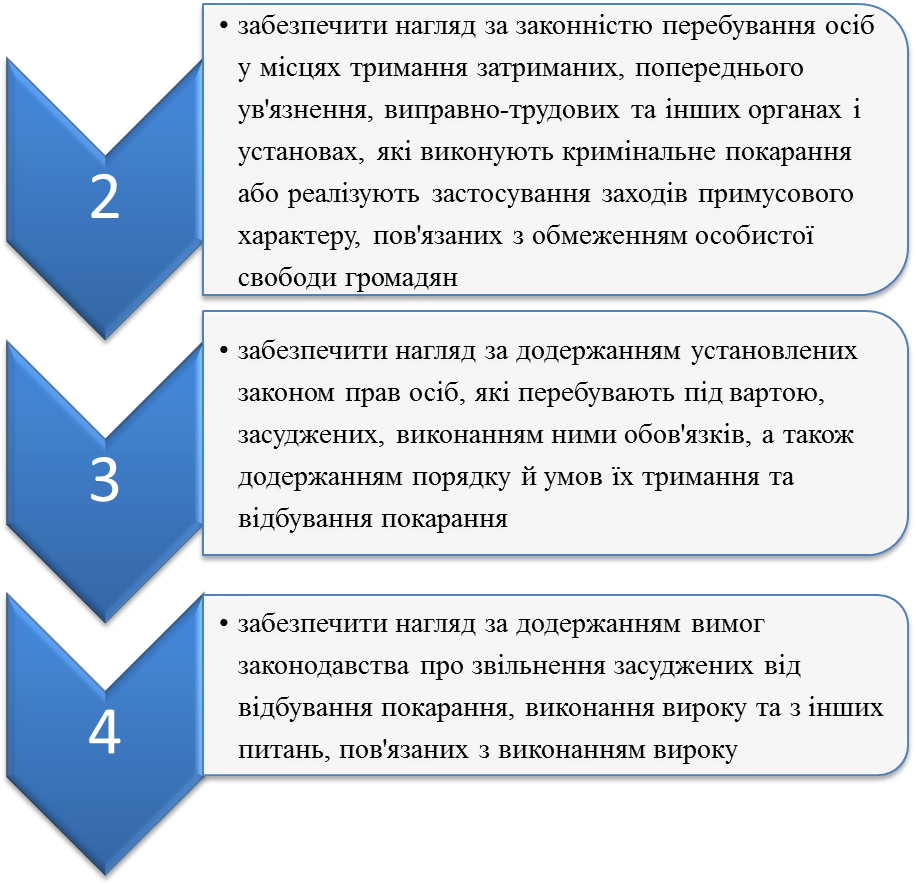 • забезпечити нагляд за законністю перебування осіб
у місцях тримання затриманих, попереднього
ув'язнення, виправно-трудових та інших органах і
установах, які виконують кримінальне покарання
або реалізують застосування заходів примусового
характеру, пов'язаних з обмеженням особистої
свободи громадян
2
• забезпечити нагляд за додержанням установлених
законом прав осіб, які перебувають під вартою,
засуджених, виконанням ними обов'язків, а також
додержанням порядку й умов їх тримання та
відбування покарання
3
• забезпечити нагляд за додержанням вимог
законодавства про звільнення засуджених від
відбування покарання, виконання вироку та з інших
питань, пов'язаних з виконанням вироку
4